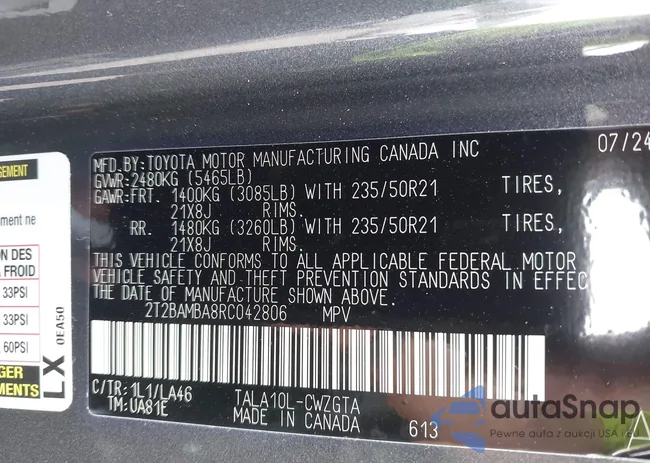 GEMENT
ement ne
ON DES
A FROID
33PSI
33PSI
60PSI
GER
EMENTS
LX 0EA50
MFD.BY:TOYOTA MOTOR MANUFACTURING CANADA INC 07/24
GVWR:2480KG (5465LB)
GAWR:FRT. 1400KG (3085LB) WITH 235/50R21 TIRES,
21X8J RIMS.
RR. 1480KG (3260LB) WITH 235/50R21 TIRES,
21X8J RIMS.
THIS VEHICLE CONFORMS TO ALL APPLICABLE FEDERAL MOTOR
VEHICLE SAFETY AND THEFT PREVENTION STANDARDS IN EFFEC
THE DATE OF MANUFACTURE SHOWN ABOVE.
2T2BAMBA8RC042806 MPV
C/TR:1L1/LA46 TALA10L-CWZGTA
TM:UA81E MADE IN CANADA 613
autaSnap
Pewne auta z aukcji USA i